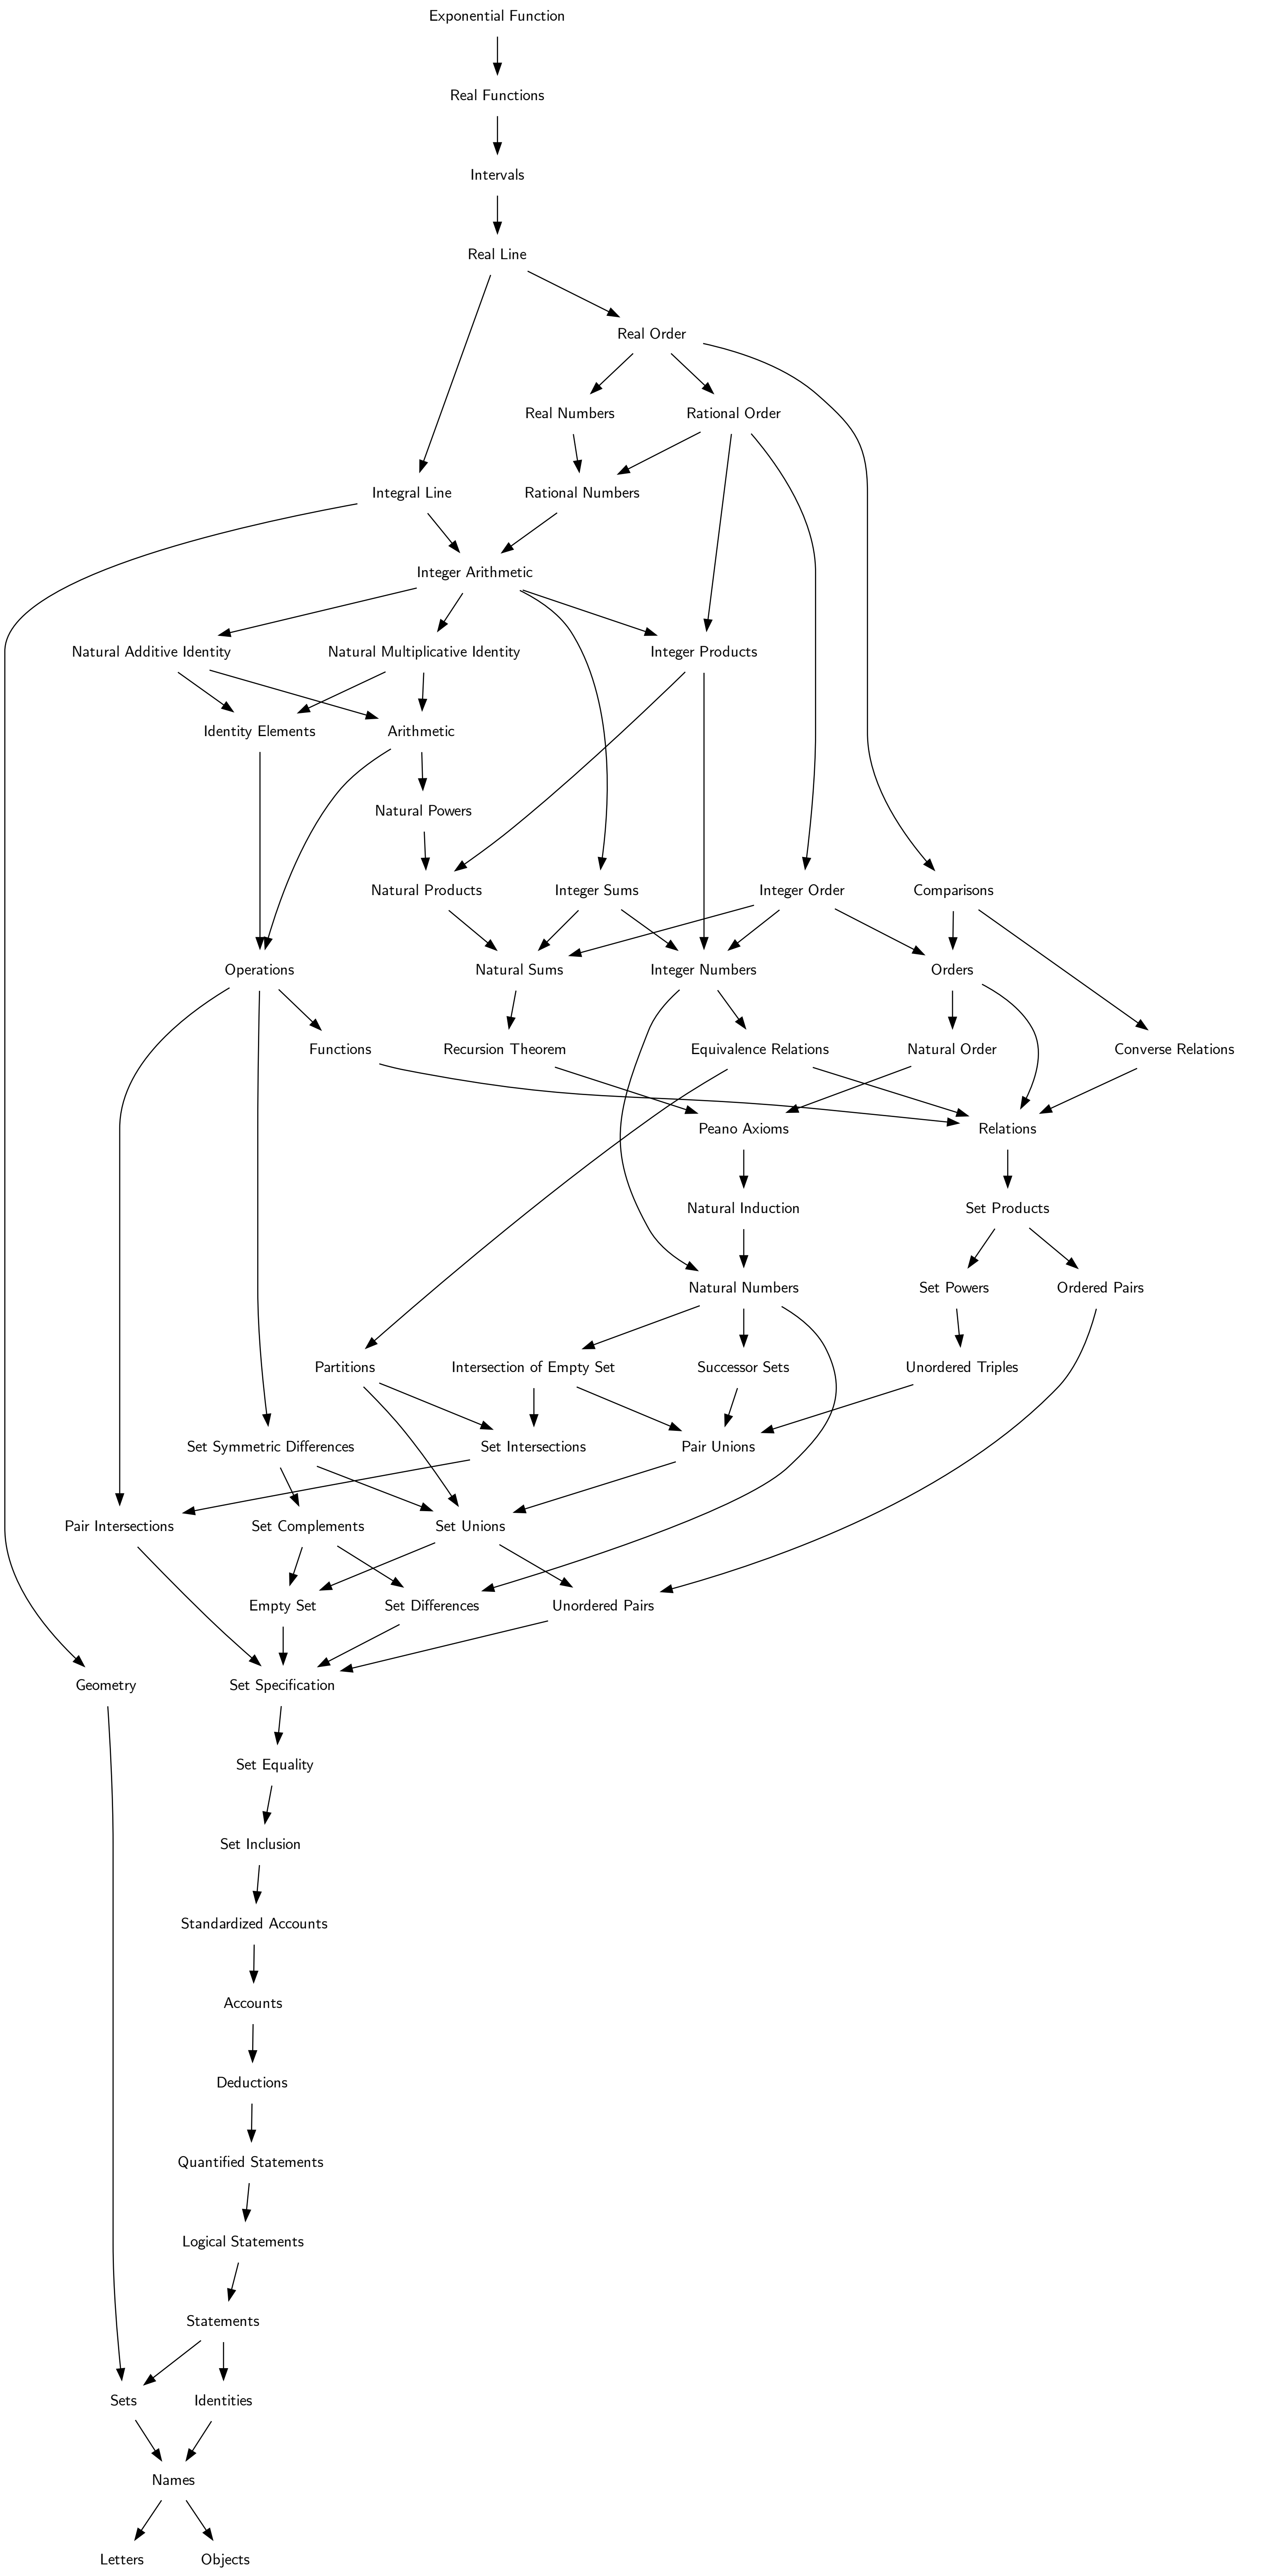 Exponential Function
Real Functions
Intervals
Real Line
Real Order
Real Numbers
Rational Order
Integral Line
Rational Numbers
Integer Arithmetic
Natural Additive Identity
Natural Multiplicative Identity
Integer Products
Identity Elements
Arithmetic
Natural Powers
Natural Products
Integer Sums
Integer Order
Comparisons
Operations
Natural Sums
Integer Numbers
Orders
Functions
Recursion Theorem
Equivalence Relations
Natural Order
Converse Relations
Peano Axioms
Relations
Natural Induction
Set Products
Natural Numbers
Set Powers
Ordered Pairs
Partitions
Intersection of Empty Set
Successor Sets
Unordered Triples
Set Symmetric Differences
Set Intersections
Pair Unions
Pair Intersections
Set Complements
Set Unions
Empty Set
Set Differences
Unordered Pairs
Geometry
Set Specification
Set Equality
Set Inclusion
Standardized Accounts
Accounts
Deductions
Quantified Statements
Logical Statements
Statements
Sets
Identities
Names
Letters
Objects